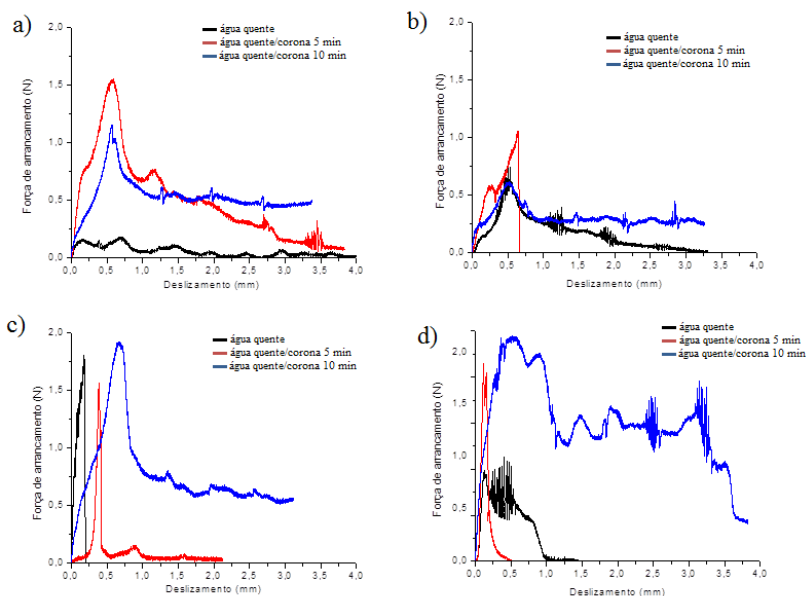 a)
água quente
água quente/corona 5 min
água quente/corona 10 min
Força de arrancamento (N)
2,0
1,5
1,0
0,5
0,0
0,0 0,5 1,0 1,5 2,0 2,5 3,0 3,5 4,0
Deslizamento (mm)
b)
água quente
água quente/corona 5 min
água quente/corona 10 min
Força de arrancamento (N)
2,0
1,5
1,0
0,5
0,0
0,0 0,5 1,0 1,5 2,0 2,5 3,0 3,5 4,0
Deslizamento (mm)
c)
água quente
água quente/corona 5 min
água quente/corona 10 min
Força de arrancamento (N)
2,0
1,5
1,0
0,5
0,0
0,0 0,5 1,0 1,5 2,0 2,5 3,0 3,5 4,0
Deslizamento (mm)
d)
água quente
água quente/corona 5 min
água quente/corona 10 min
Força de arrancamento (N)
2,0
1,5
1,0
0,5
0,0
0,0 0,5 1,0 1,5 2,0 2,5 3,0 3,5 4,0
Deslizamento (mm)